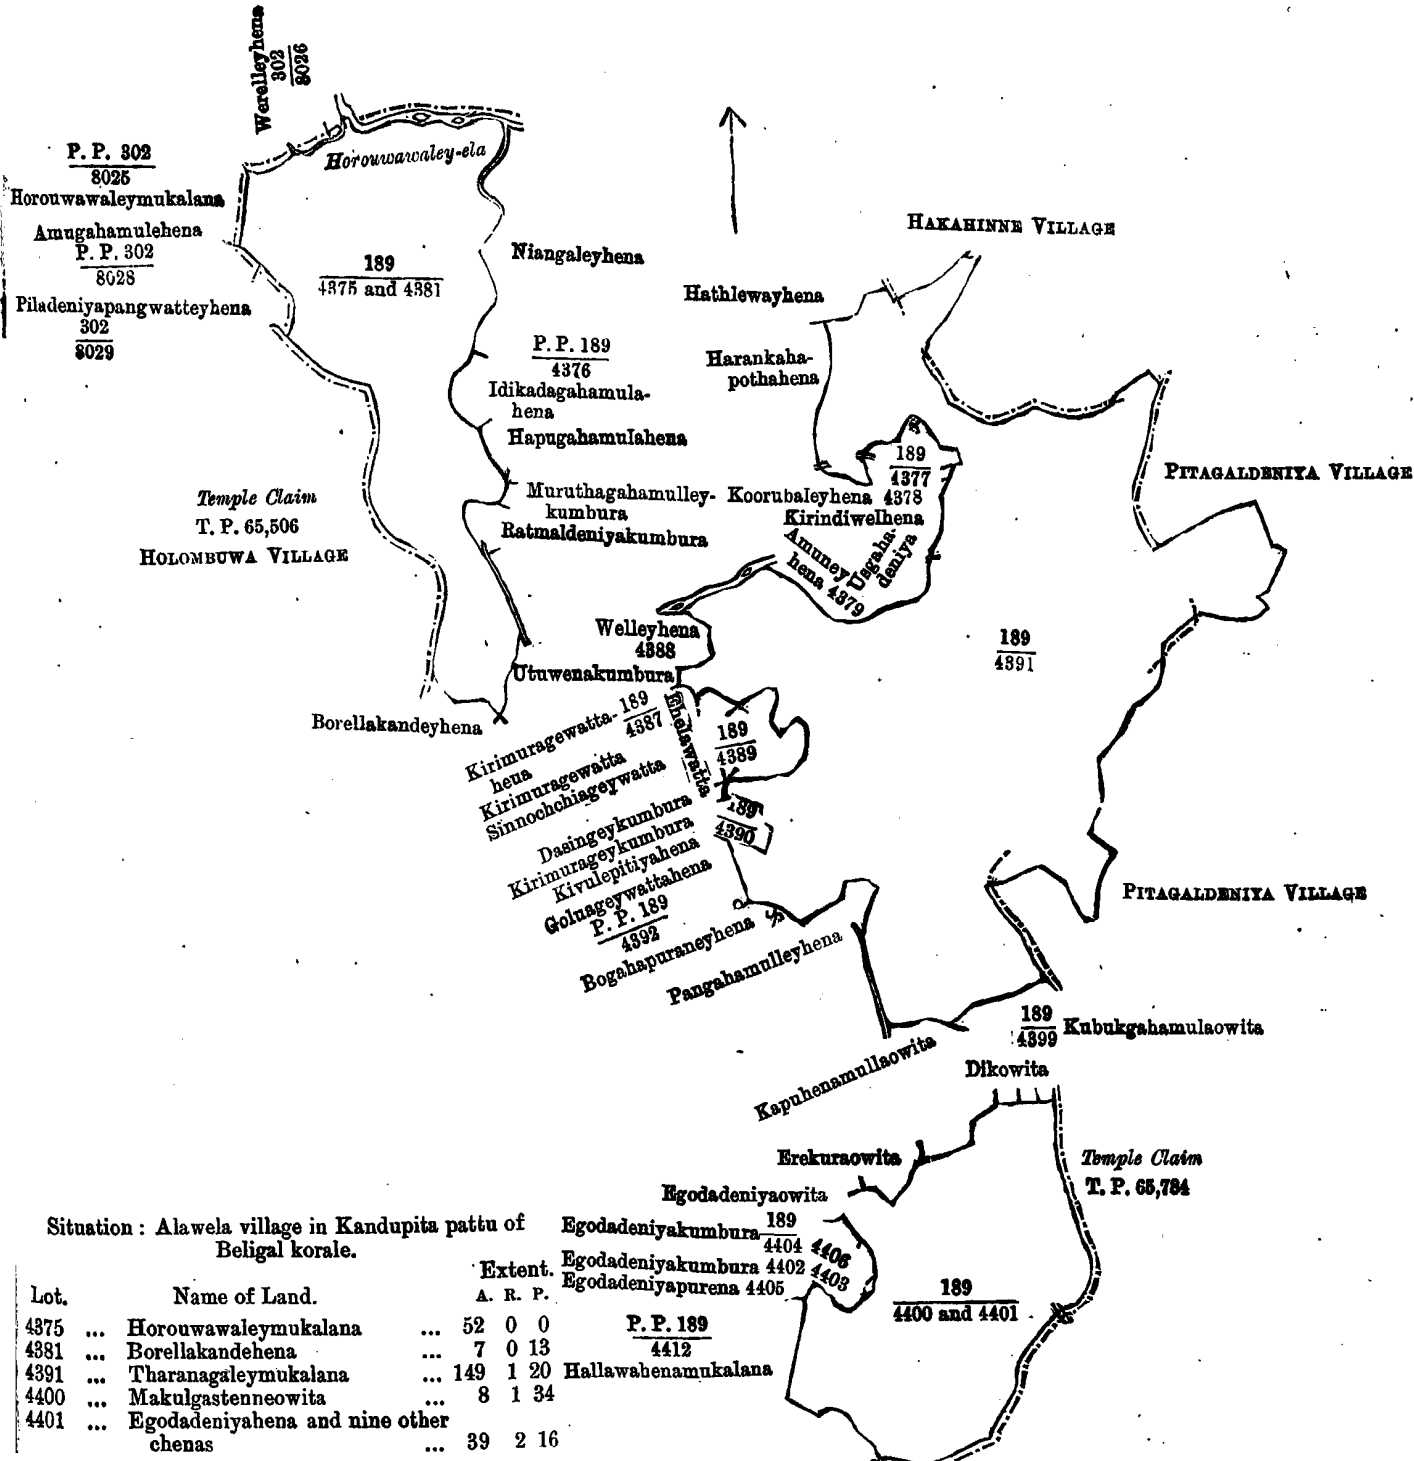 Werelleyhena
302
8026
P. P. 302
8025
Horouwawaleymukalana
Amugahamulehena
P. P. 302
8028
Piladeniyapangwatteyhena
302
8029
Horouwawaley-ela
189
4375 and 4381
Niangaleyhena
P. P. 189
4376
Idikadagahamula-
hena
Hapugahamulahena
Muruthagahamulley-
kumbura
Ratmaldeniyakumbura
Temple Claim
T. P. 65,506
HOLOMBUWA VILLAGE
Borellakandeyhena
HAKAHINNE VILLAGE
Hathlewayhena
Harankaha-
pothahena
189
4377
Koorubaleyhena 4378
Kirindiwelhena
Amuney
hena 4379
Usgaha-
deniya
PITAGALDENIYA VILLAGE
Welleyhena
4388
Utuwenakumbura
189
4391
Kirimuragewatta-
hena
189
4387
Ehelawatta
189
4389
Kirimuragewatta
Sinnochchiageywatta
189
4390
Dasingeykumbura
Kirimurageykumbura
Kivulepitiyahena
Goluageywattahena
P. P. 189
4392
Bogahapuraneyhena
Pangahamulleyhena
PITAGALDENIYA VILLAGE
Kapuhenamullaowita
189
4399
Kubukgahamulaowita
Dikowita
Erekuraowita
Temple Claim
T. P. 65,784
Egodadeniyaowita
Egodadeniyakumbura 189
4404 4406
Egodadeniyakumbura 4402 4403
Egodadeniyapurena 4405
189
4400 and 4401
P. P. 189
4412
Hallawahenamukalana
Situation : Alawela village in Kandupita pattu of
Beligal korale.
Extent.
Lot. Name of Land. A. R. P.
4375 ... Horouwawaleymukalana ... 52 0 0
4381 ... Borellakandehena ... 7 0 13
4391 ... Tharanagaleymukalana ... 149 1 20
4400 ... Makulgastenneowita ... 8 1 34
4401 ... Egodadeniyahena and nine other
chenas ... 39 2 16